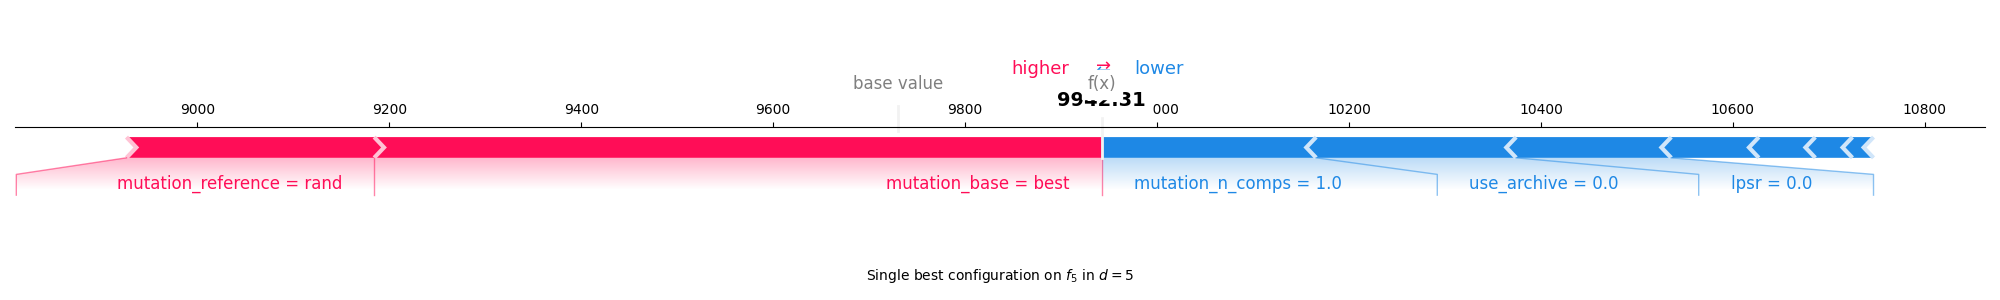 higher ⇄ lower
base value f(x)
9942.31
9000 9200 9400 9600 9800 000 10200 10400 10600 10800
mutation_reference = rand mutation_base = best mutation_n_comps = 1.0 use_archive = 0.0 lpsr = 0.0
Single best configuration on f₅ in d = 5